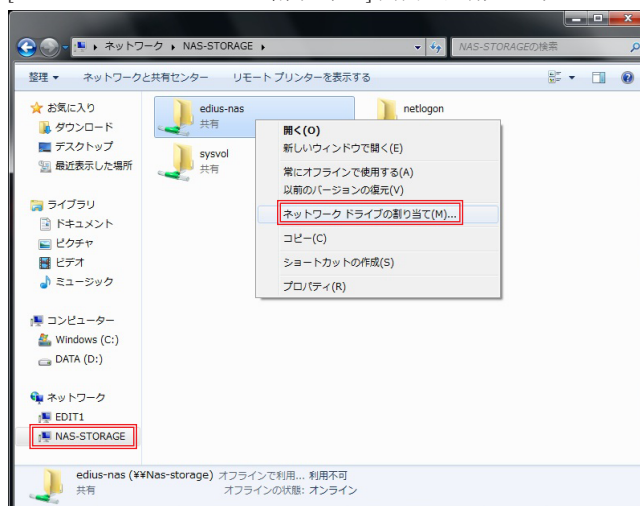 ネットワーク ▸ NAS-STORAGE ▸
NAS-STORAGEの検索
整理 ▼ ネットワークと共有センター リモート プリンターを表示する
お気に入り
ダウンロード
デスクトップ
最近表示した場所
ライブラリ
ドキュメント
ピクチャ
ビデオ
ミュージック
コンピューター
Windows (C:)
DATA (D:)
ネットワーク
EDIT1
NAS-STORAGE
edius-nas
共有
netlogon
sysvol
共有
開く(O)
新しいウィンドウで開く(E)
常にオフラインで使用する(A)
以前のバージョンの復元(V)
ネットワーク ドライブの割り当て(M)...
コピー(C)
ショートカットの作成(S)
プロパティ(R)
edius-nas (¥¥Nas-storage) オフラインで利用... 利用不可
共有 オフラインの状態: オンライン